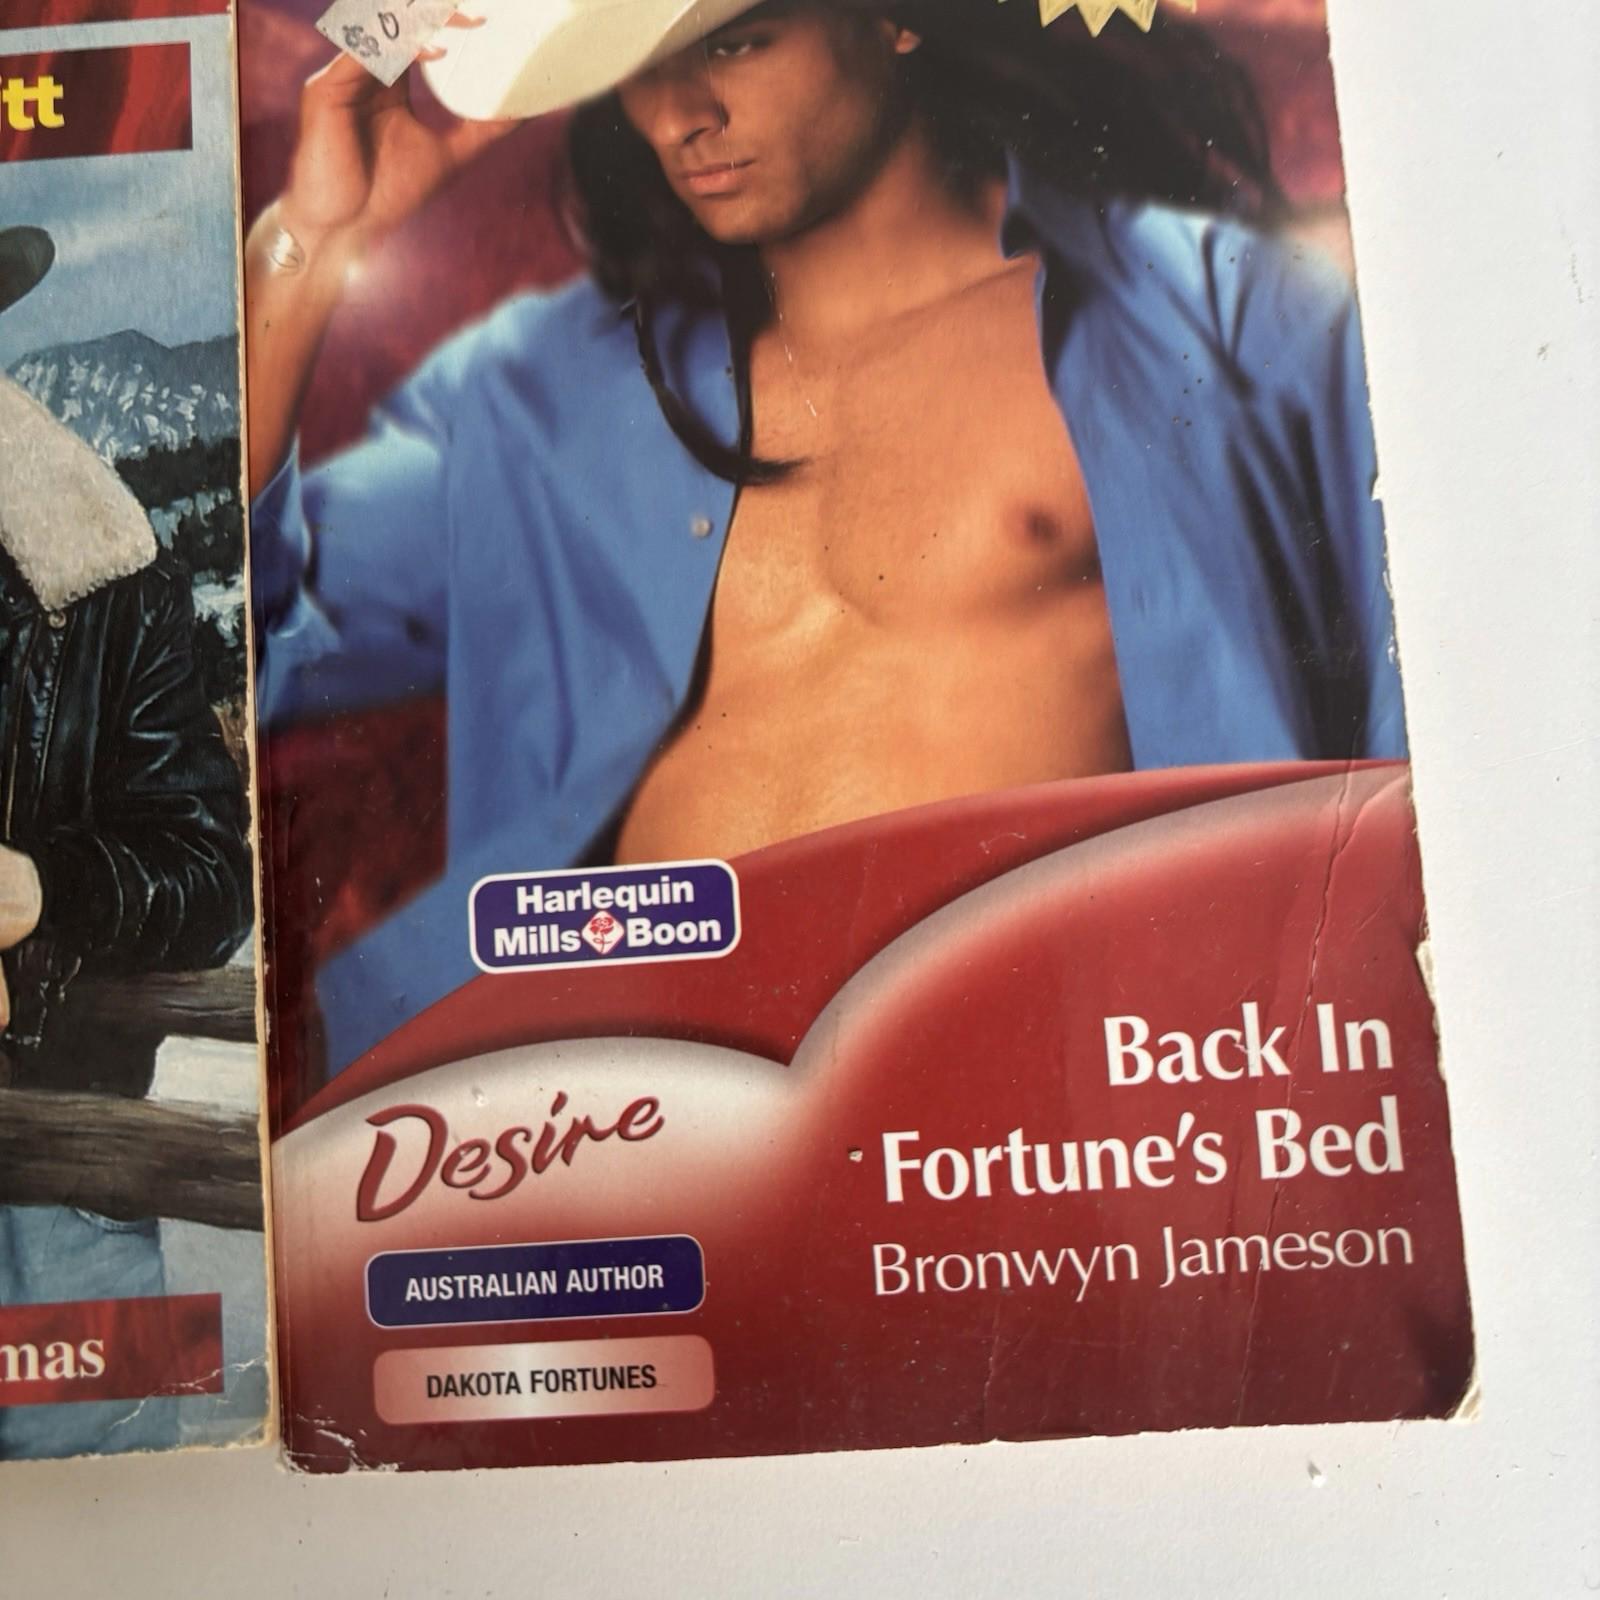 Harlequin
Mills Boon
Desire
AUSTRALIAN AUTHOR
DAKOTA FORTUNES
Back In
Fortune's Bed
Bronwyn Jameson